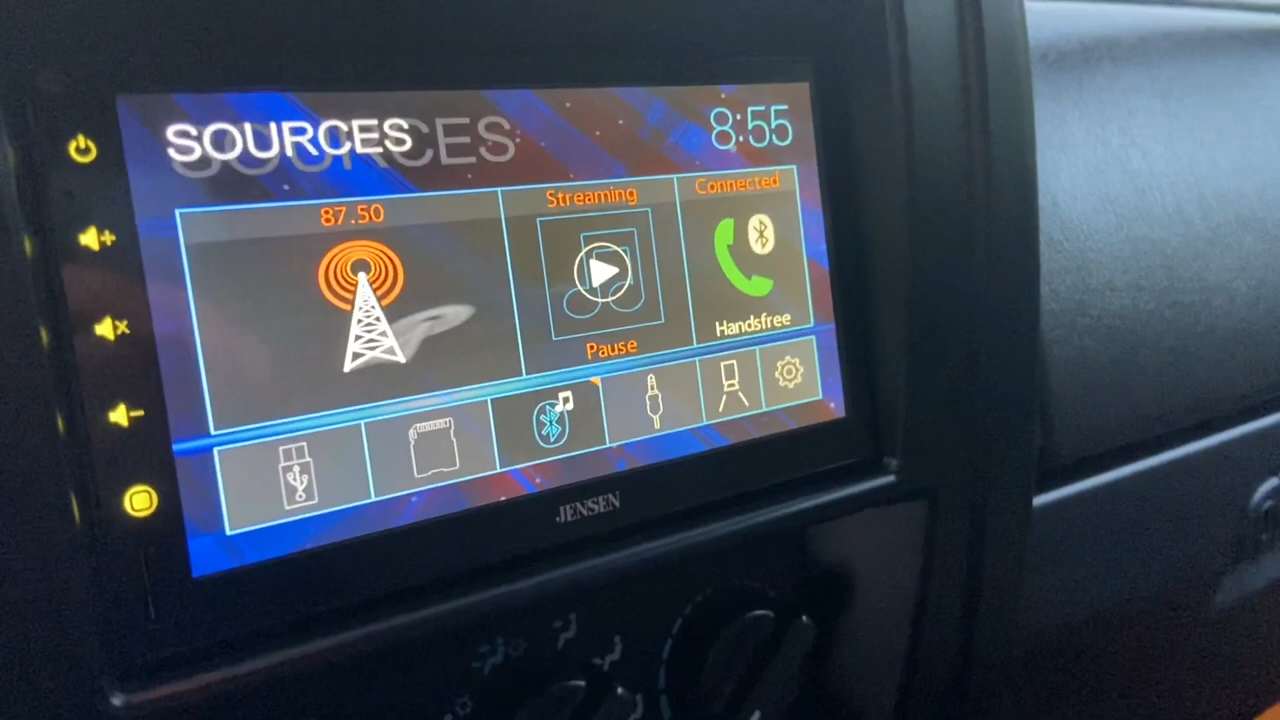 SOURCES
8:55
87.50
Streaming
Connected
Pause
Handsfree
JENSEN